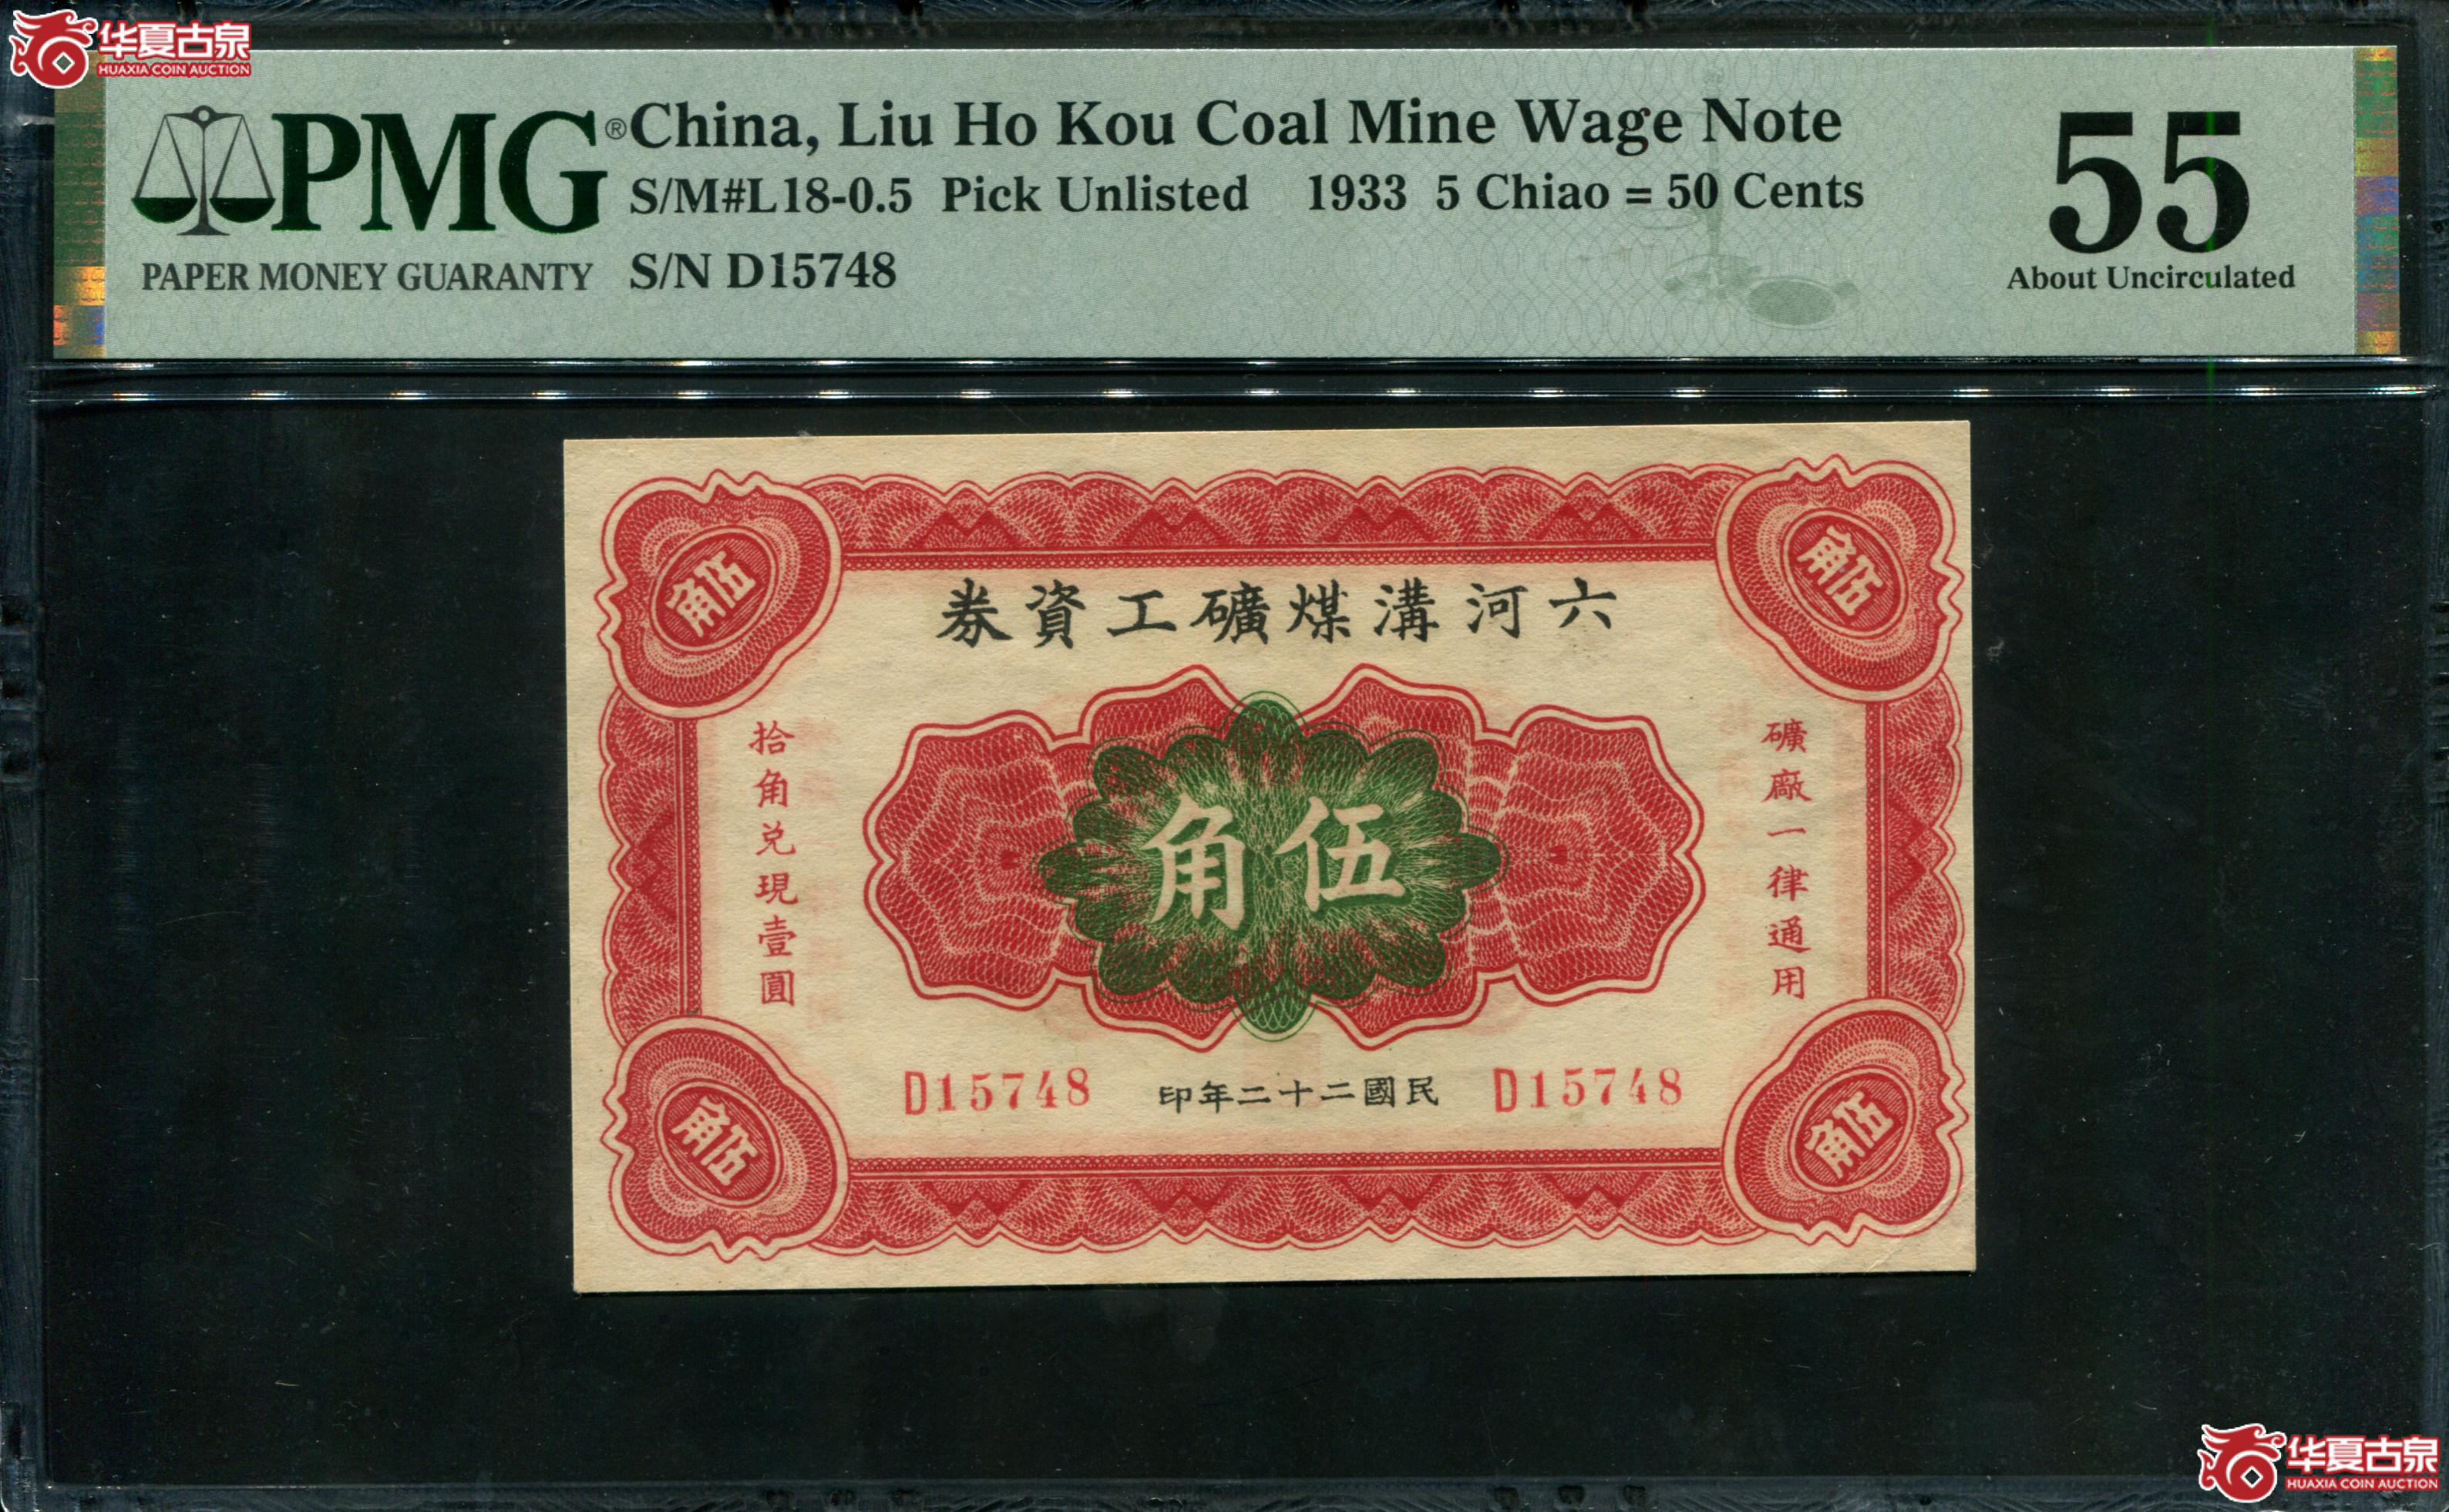 华夏古泉
HUAXIA COIN AUCTION
PMG®
PAPER MONEY GUARANTY
China, Liu Ho Kou Coal Mine Wage Note
S/M#L18-0.5 Pick Unlisted 1933 5 Chiao = 50 Cents
S/N D15748
55
About Uncirculated
伍角
伍角
六河溝煤礦工資券
礦廠一律通用
伍角
拾角兑現壹圓
D15748
民國二十二年印
D15748
伍角
伍角
华夏古泉
HUAXIA COIN AUCTION